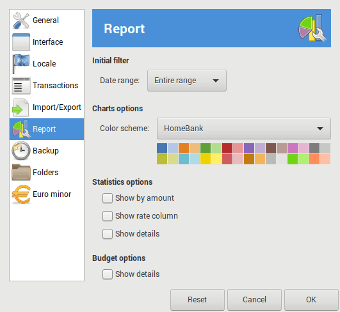 General
Interface
Locale
Transactions
Import/Export
Report
Backup
Folders
Euro minor
Report
Initial filter
Date range: Entire range
Charts options
Color scheme: HomeBank
Statistics options
Show by amount
Show rate column
Show details
Budget options
Show details
Reset Cancel OK